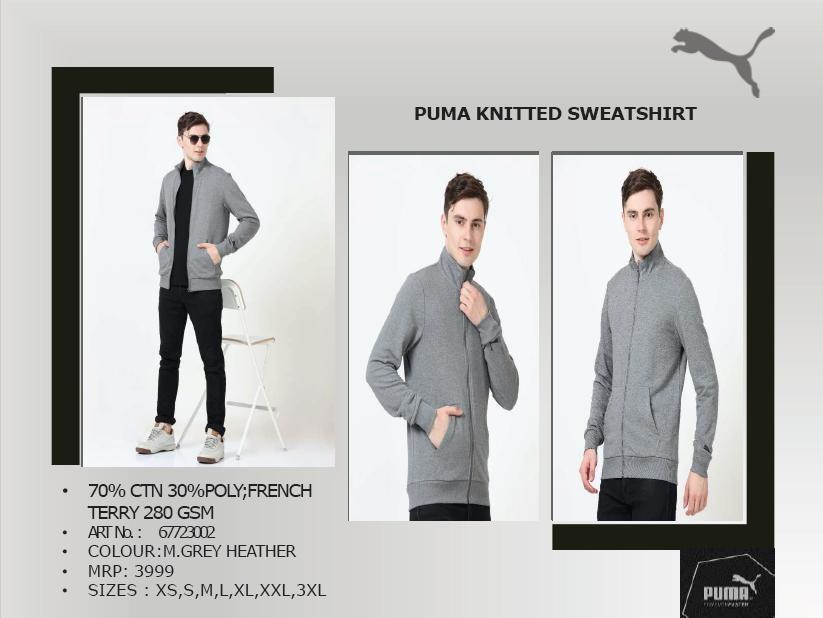 PUMA KNITTED SWEATSHIRT
• 70% CTN 30%POLY;FRENCH
TERRY 280 GSM
• ART No. : 67723002
• COLOUR:M.GREY HEATHER
• MRP: 3999
• SIZES : XS,S,M,L,XL,XXL,3XL
PUMA